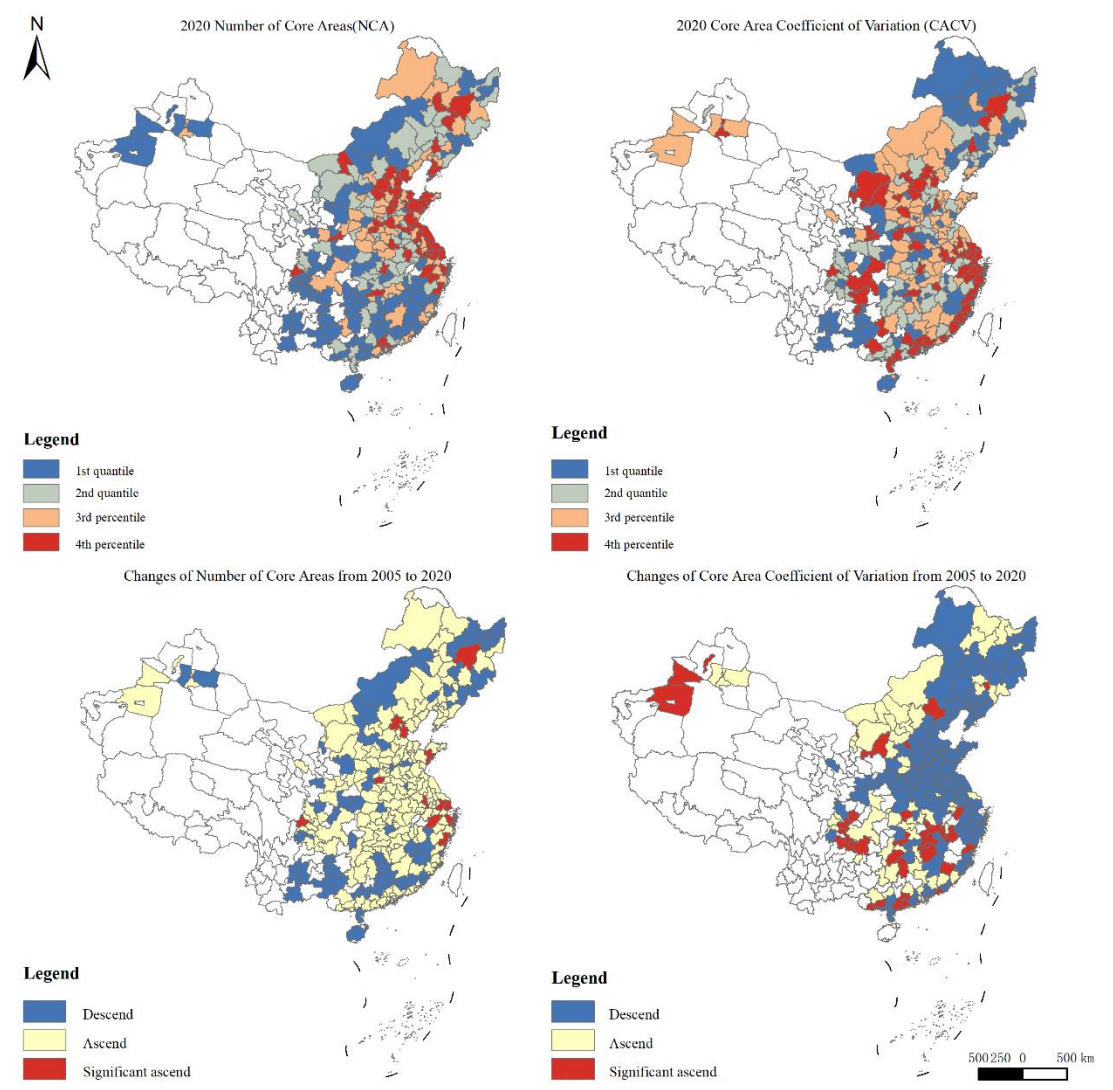 N
2020 Number of Core Areas(NCA)
2020 Core Area Coefficient of Variation (CACV)
Legend
1st quantile
2nd quantile
3rd percentile
4th percentile
Legend
1st quantile
2nd quantile
3rd percentile
4th percentile
Changes of Number of Core Areas from 2005 to 2020
Changes of Core Area Coefficient of Variation from 2005 to 2020
Legend
Descend
Ascend
Significant ascend
Legend
Descend
Ascend
Significant ascend
500 250 0 500 km